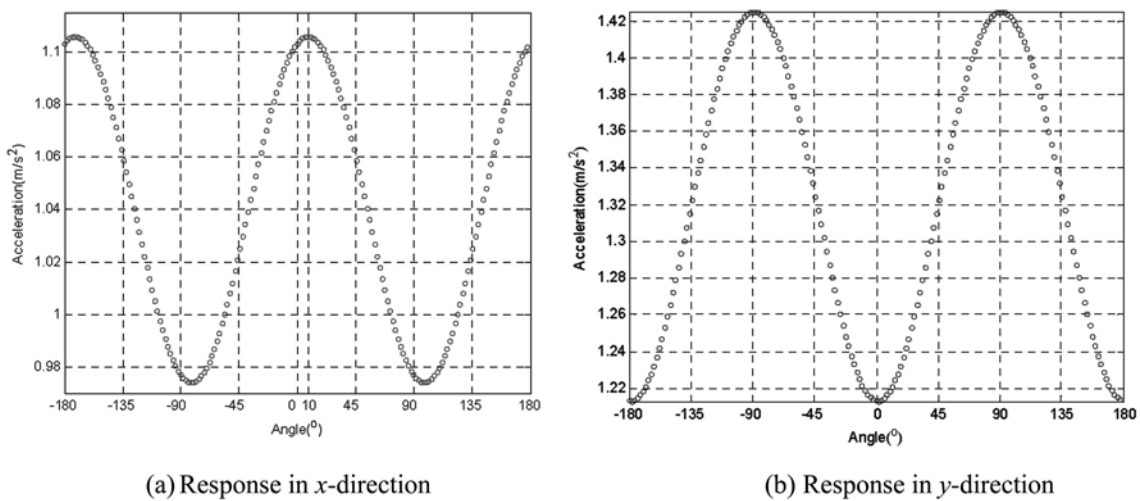 1.1
1.08
1.06
1.04
1.02
1
0.98
Acceleration(m/s²)
-180 -135 -90 -45 0 10 45 90 135 180
Angle(⁰)
(a) Response in x-direction
1.42
1.4
1.38
1.36
1.34
1.3
1.28
1.26
1.24
1.22
Acceleration(m/s²)
-180 -135 -90 -45 0 45 90 135 180
Angle(⁰)
(b) Response in y-direction